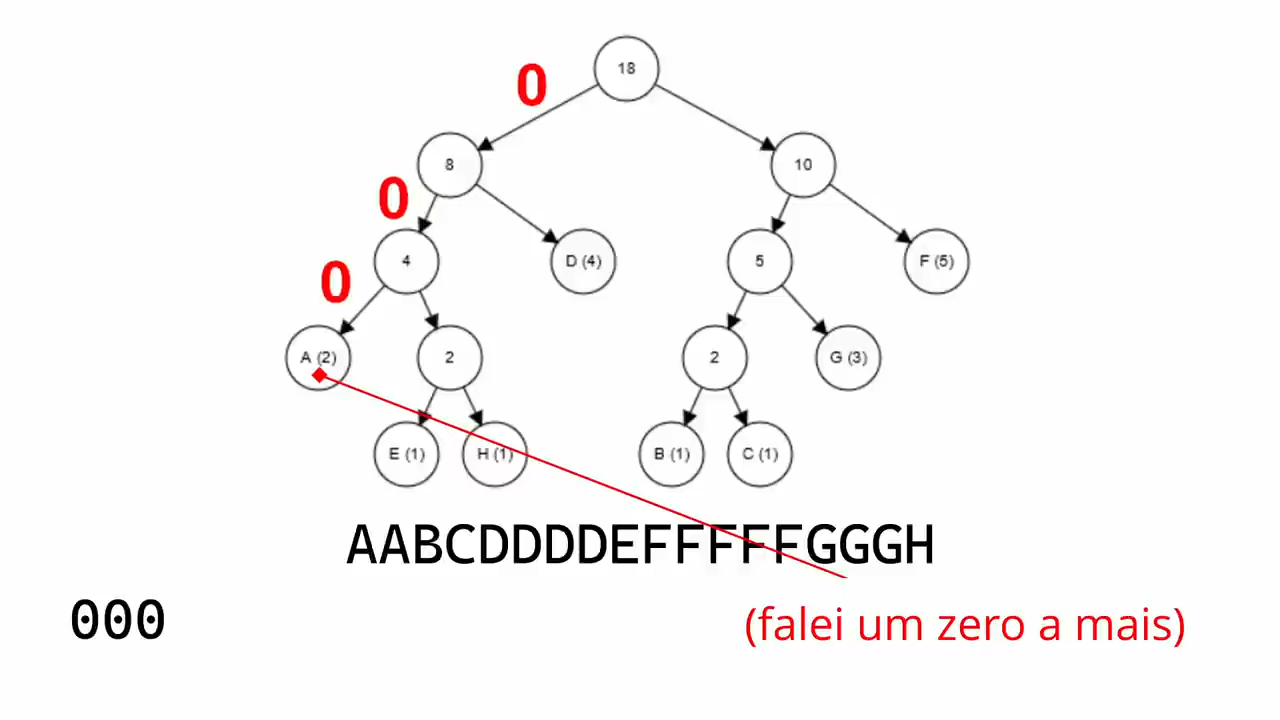 18
0
8
10
0
4
D (4)
5
F (5)
0
A (2)
2
2
G (3)
E (1)
H (1)
B (1)
C (1)
AABCDDDDEFFFFFGGGH
000
(falei um zero a mais)